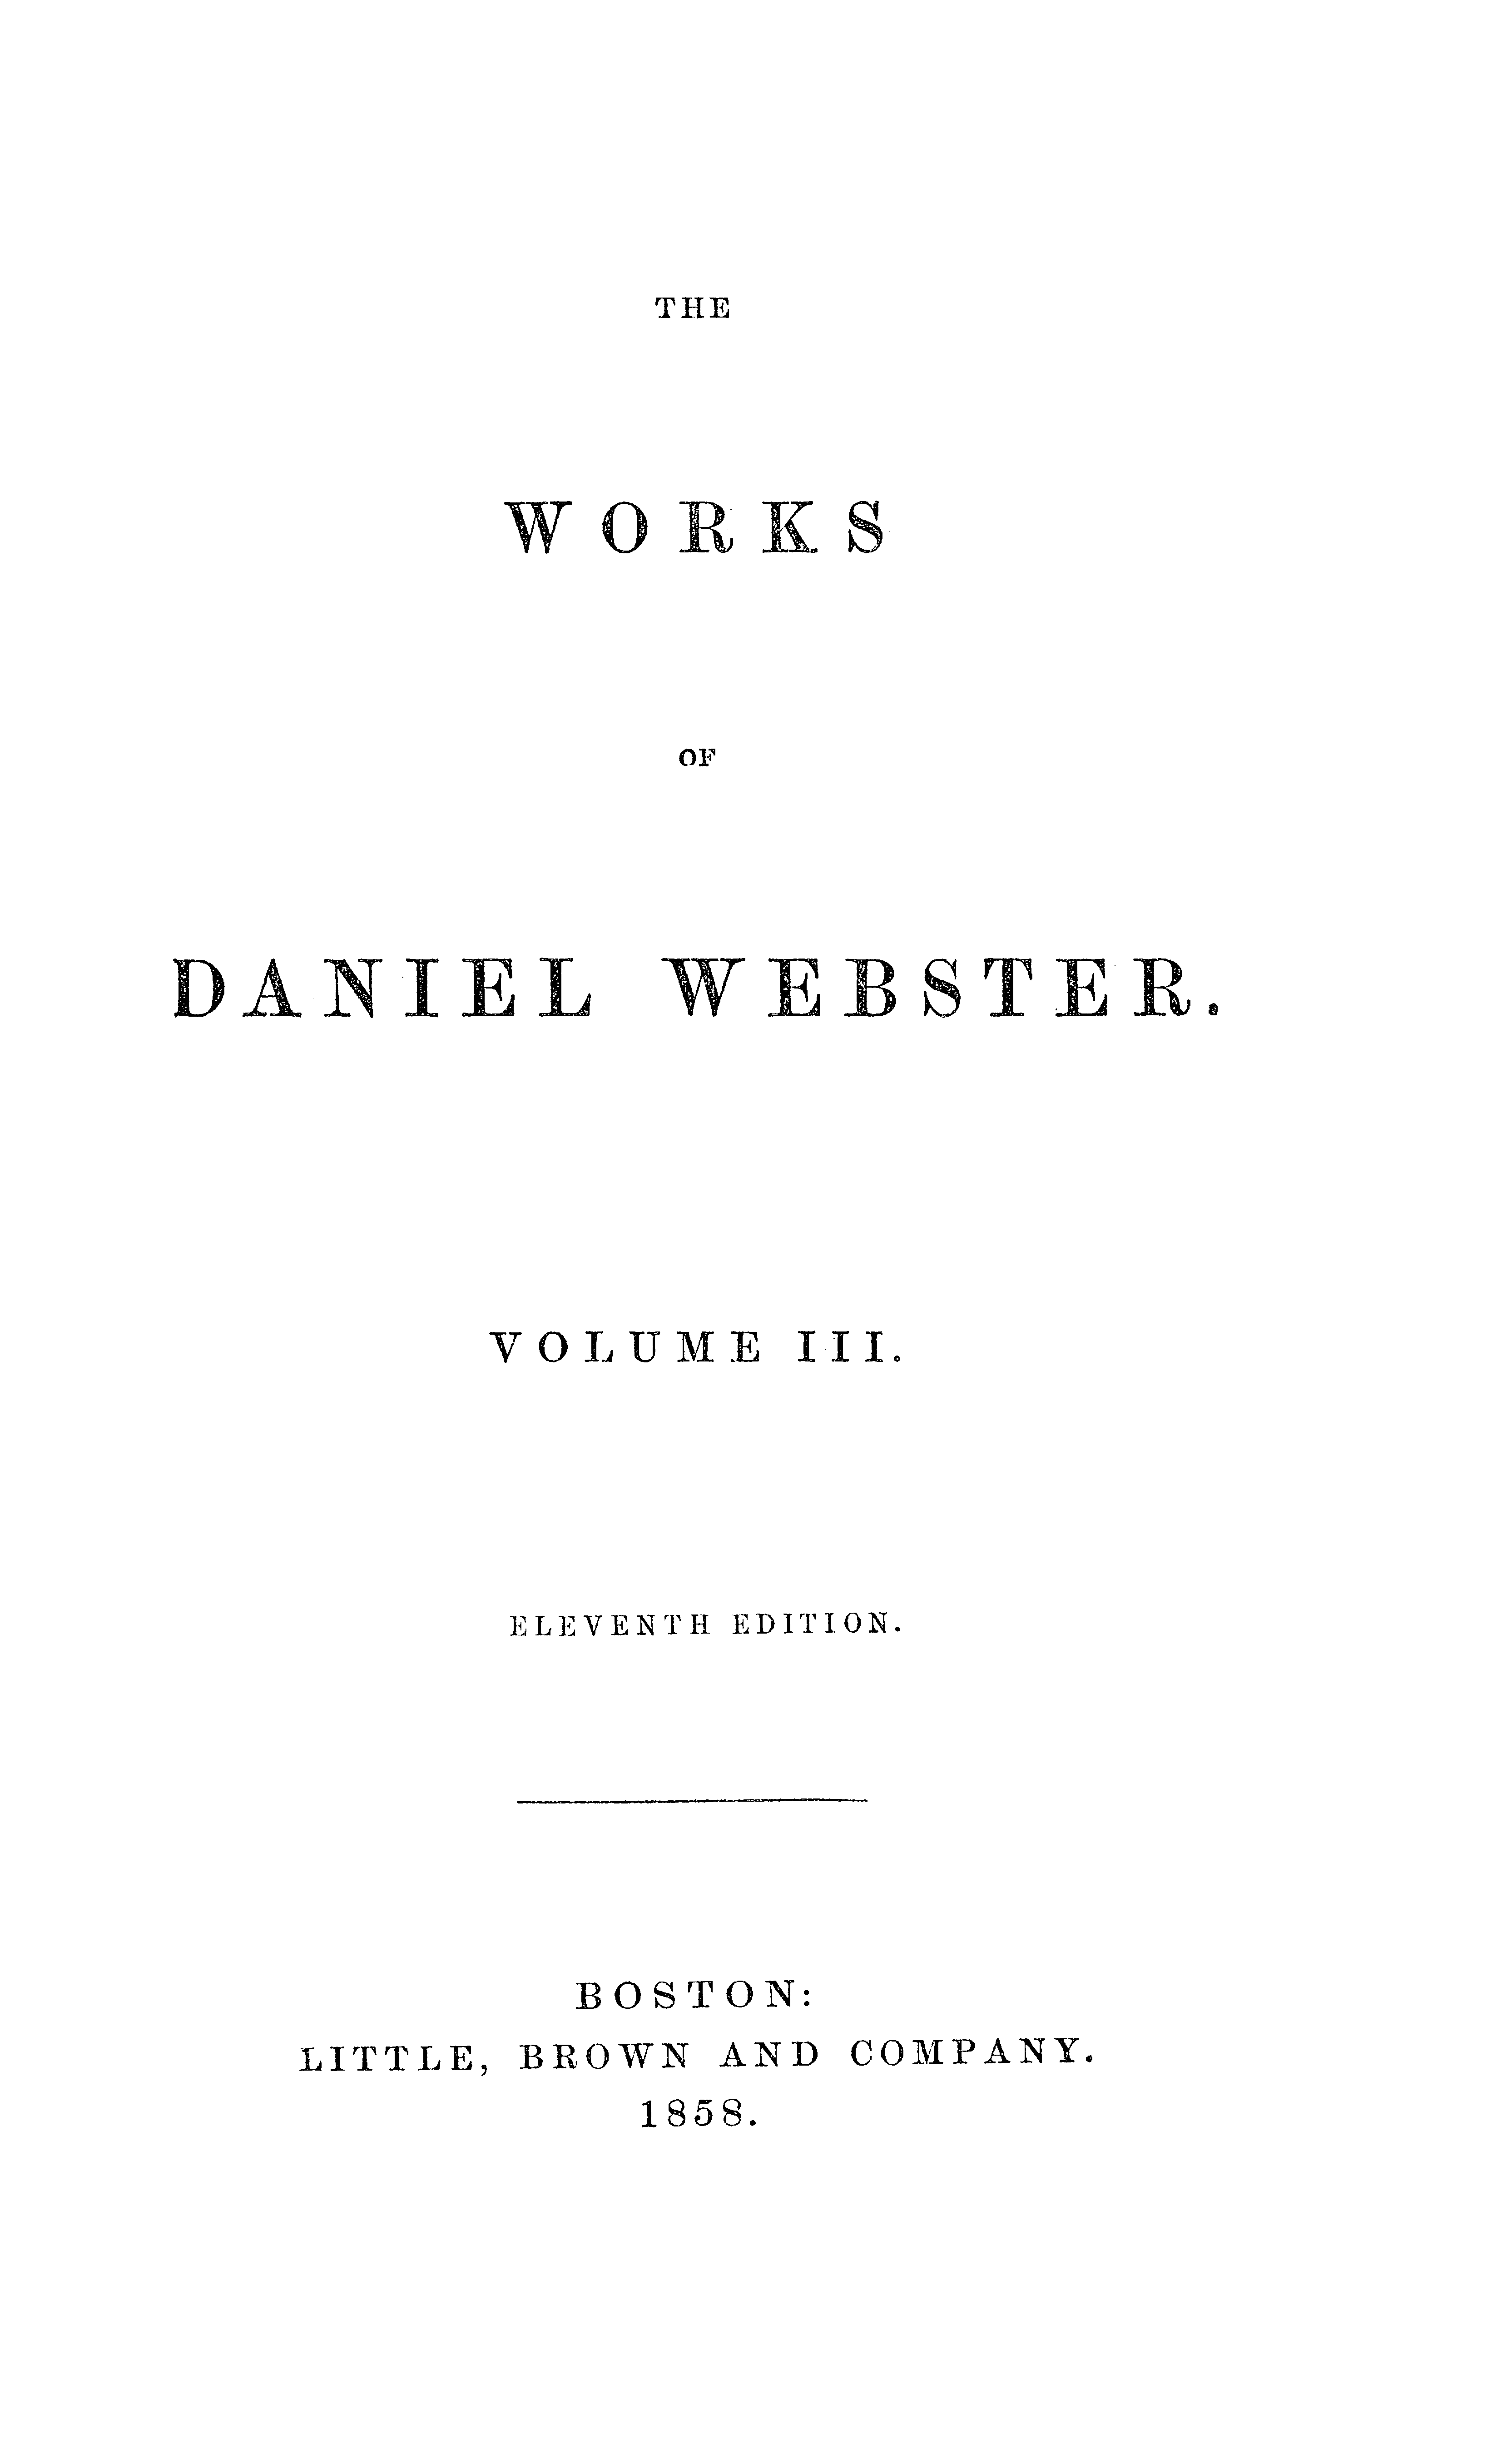 THE
WORKS
OF
DANIEL WEBSTER.
VOLUME III.
ELEVENTH EDITION.
BOSTON:
LITTLE, BROWN AND COMPANY.
1858.